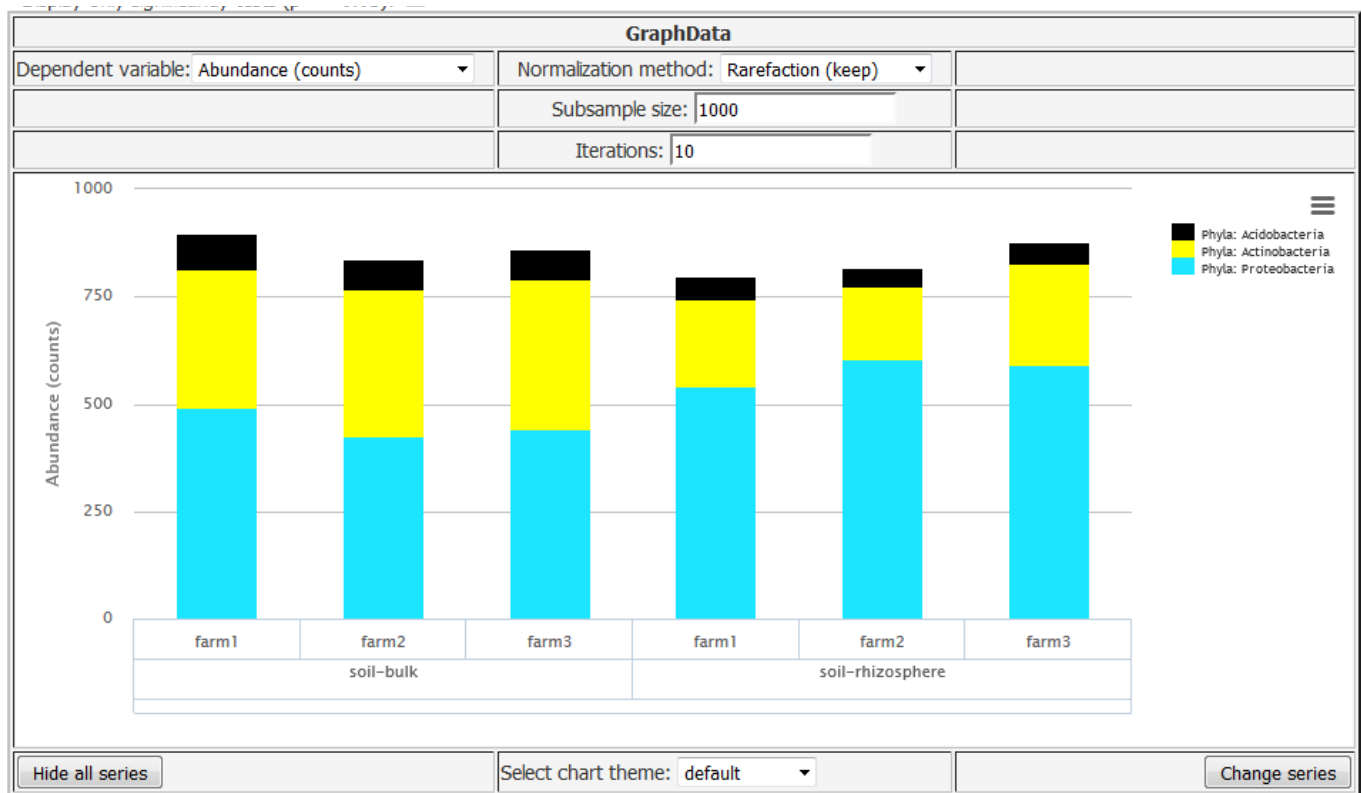 GraphData
Dependent variable: Abundance (counts) Normalization method: Rarefaction (keep)
Subsample size: 1000
Iterations: 10
1000
750
500
250
0
Abundance (counts)
Phyla: Acidobacteria
Phyla: Actinobacteria
Phyla: Proteobacteria
farm1 farm2 farm3 farm1 farm2 farm3
soil-bulk soil-rhizosphere
Hide all series Select chart theme: default Change series